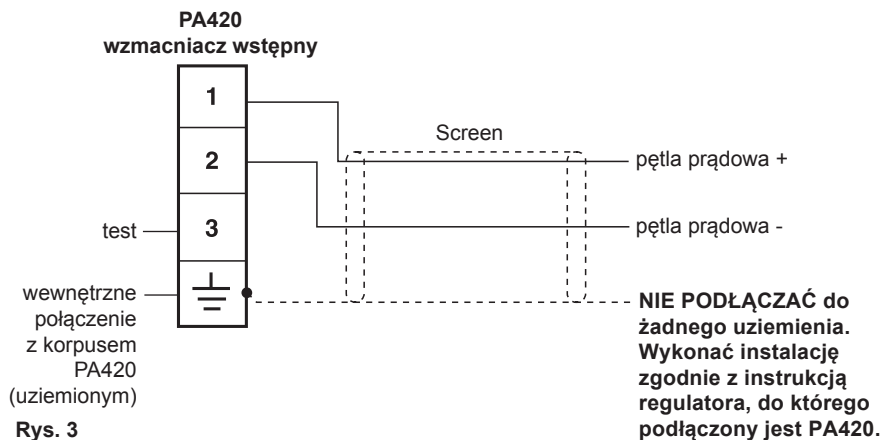 PA420
wzmacniacz wstępny
1
2
3
Screen
pętla prądowa +
pętla prądowa -
test
wewnętrzne
połączenie
z korpusem
PA420
(uziemionym)
NIE PODŁĄCZAĆ do
żadnego uziemienia.
Wykonać instalację
zgodnie z instrukcją
regulatora, do którego
podłączony jest PA420.
Rys. 3